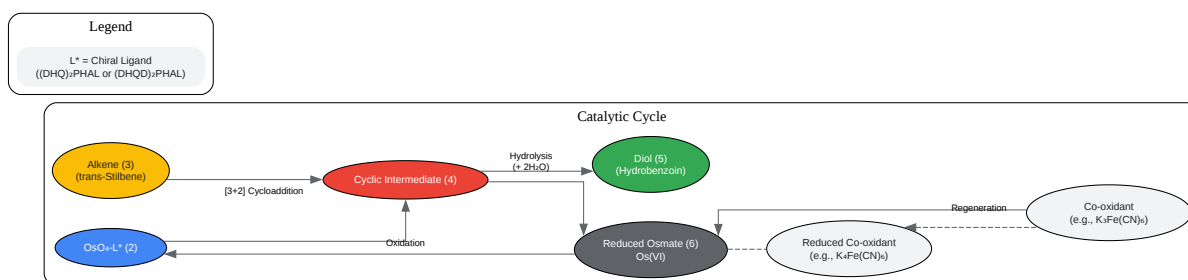 Legend
L* = Chiral Ligand
((DHQ)₂PHAL or (DHQD)₂PHAL)
Catalytic Cycle
Alkene (3)
(trans-Stilbene)
[3+2] Cycloaddition
Cyclic Intermediate (4)
Hydrolysis
(+ 2H₂O)
Diol (5)
(Hydrobenzoin)
OsO₄-L* (2)
Oxidation
Reduced Osmate (6)
Os(VI)
Reduced Co-oxidant
(e.g., K₄Fe(CN)₆)
Regeneration
Co-oxidant
(e.g., K₃Fe(CN)₆)